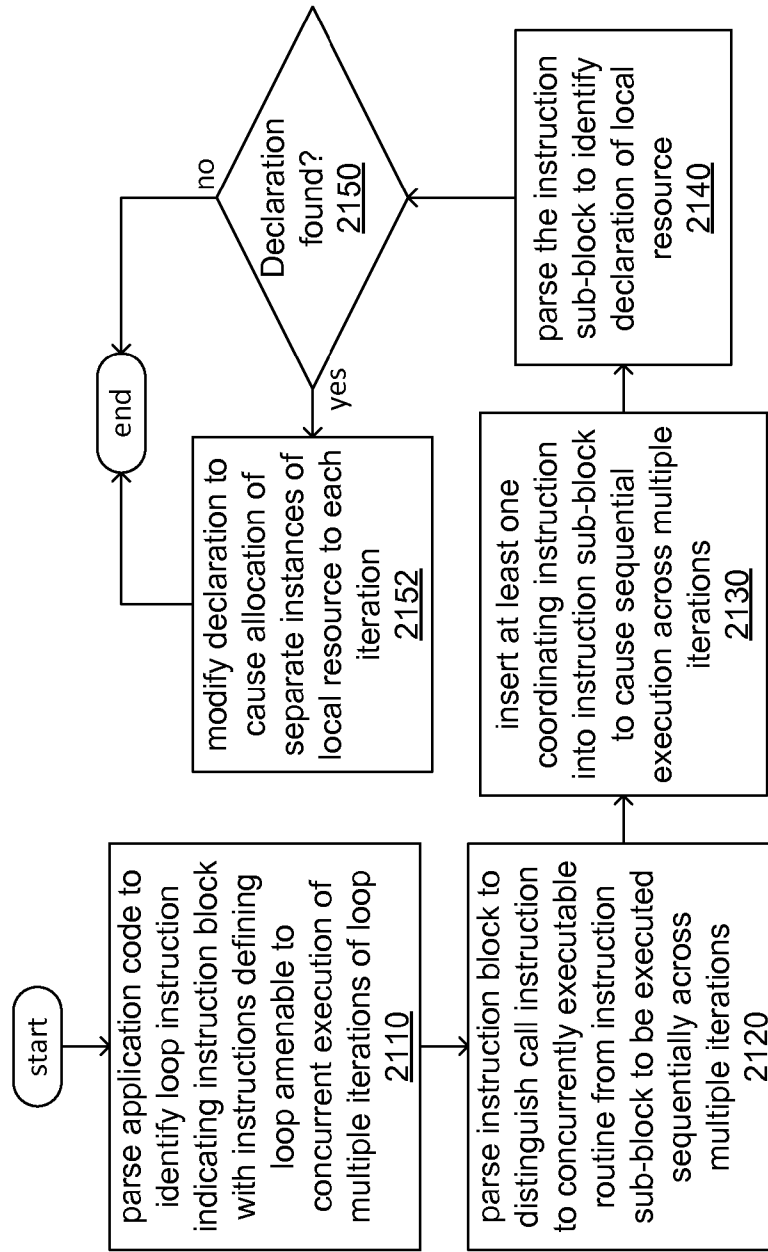 start
parse application code to
identify loop instruction
indicating instruction block
with instructions defining
loop amenable to
concurrent execution of
multiple iterations of loop
2110
parse instruction block to
distinguish call instruction
to concurrently executable
routine from instruction
sub-block to be executed
sequentially across
multiple iterations
2120
insert at least one
coordinating instruction
into instruction sub-block
to cause sequential
execution across multiple
iterations
2130
parse the instruction
sub-block to identify
declaration of local
resource
2140
Declaration
found?
2150
no
yes
modify declaration to
cause allocation of
separate instances of
local resource to each
iteration
2152
end